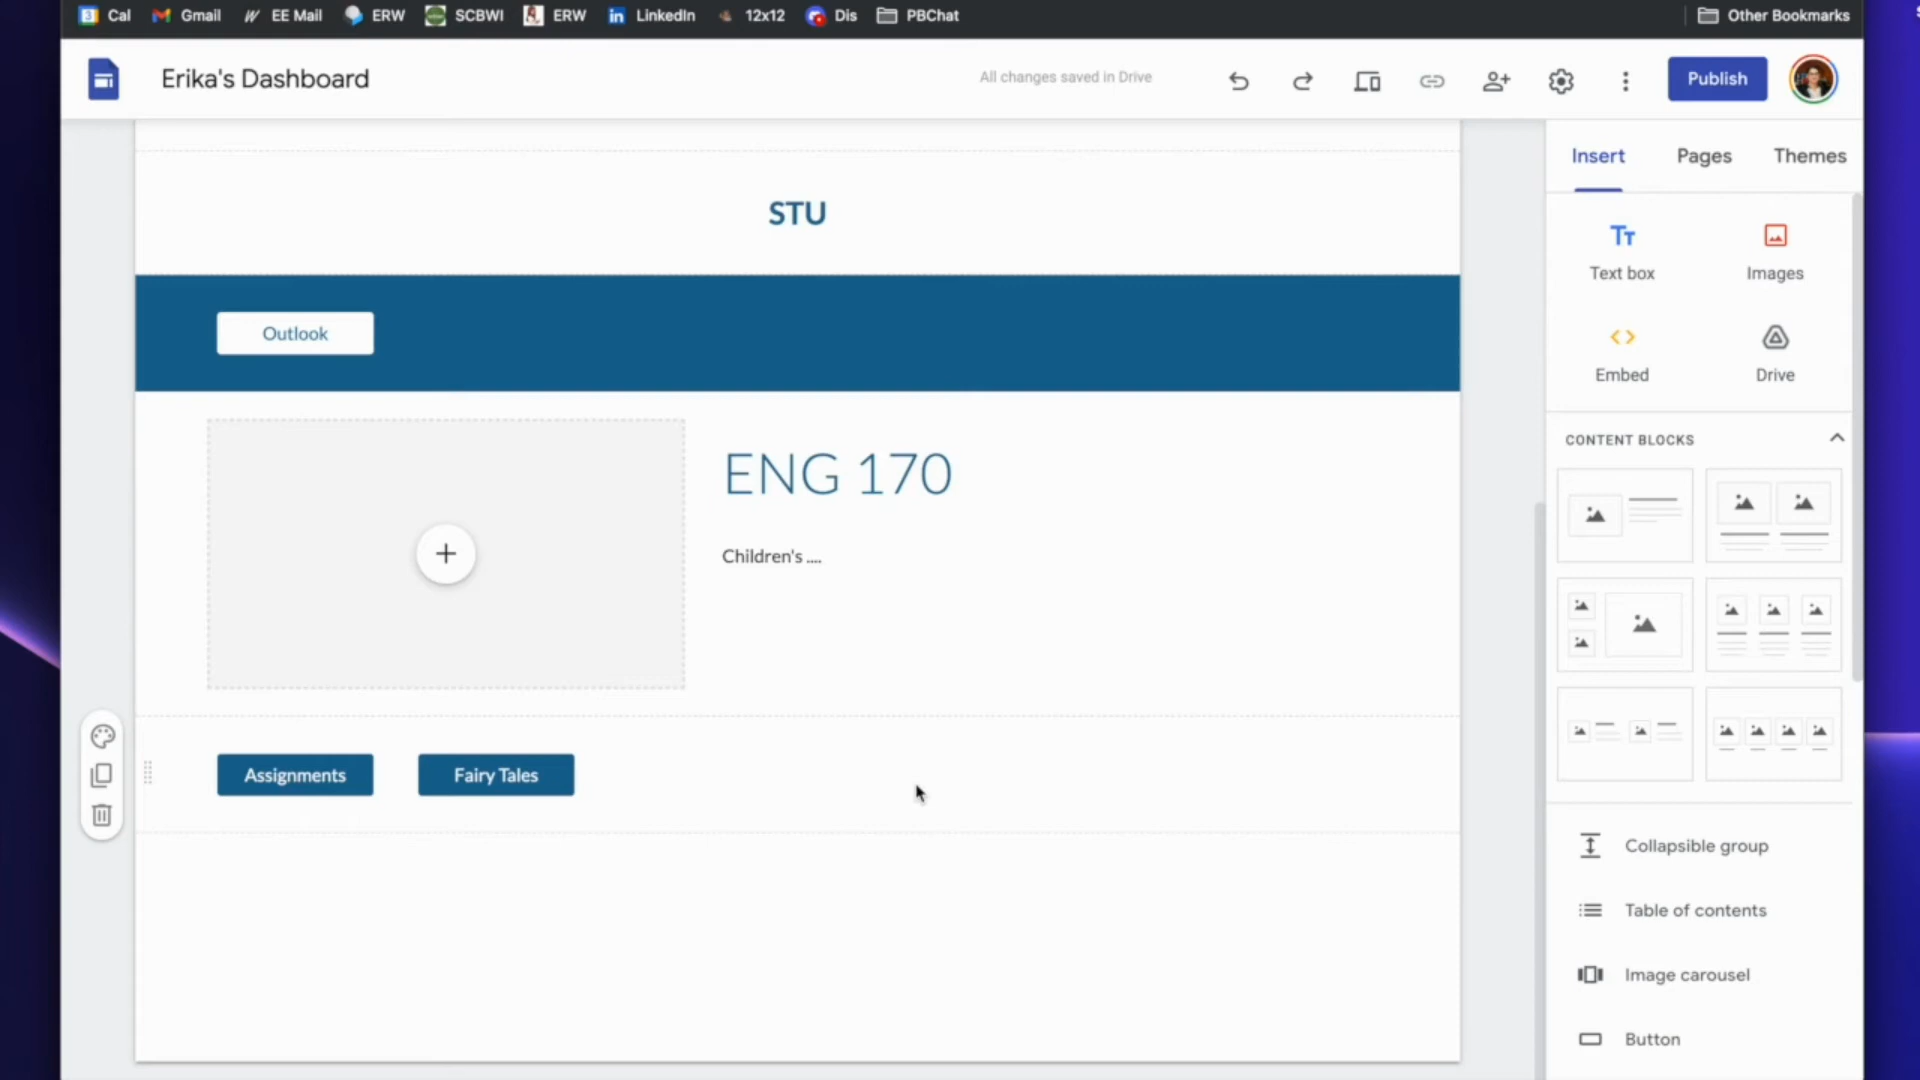 Cal Gmail EE Mail ERW SCBWI ERW LinkedIn 12x12 Dis PBChat Other Bookmarks
Erika's Dashboard
All changes saved in Drive
Publish
Insert Pages Themes
STU
Text box Images
Outlook
Embed Drive
CONTENT BLOCKS
ENG 170
Children's ....
Assignments Fairy Tales
Collapsible group
Table of contents
Image carousel
Button